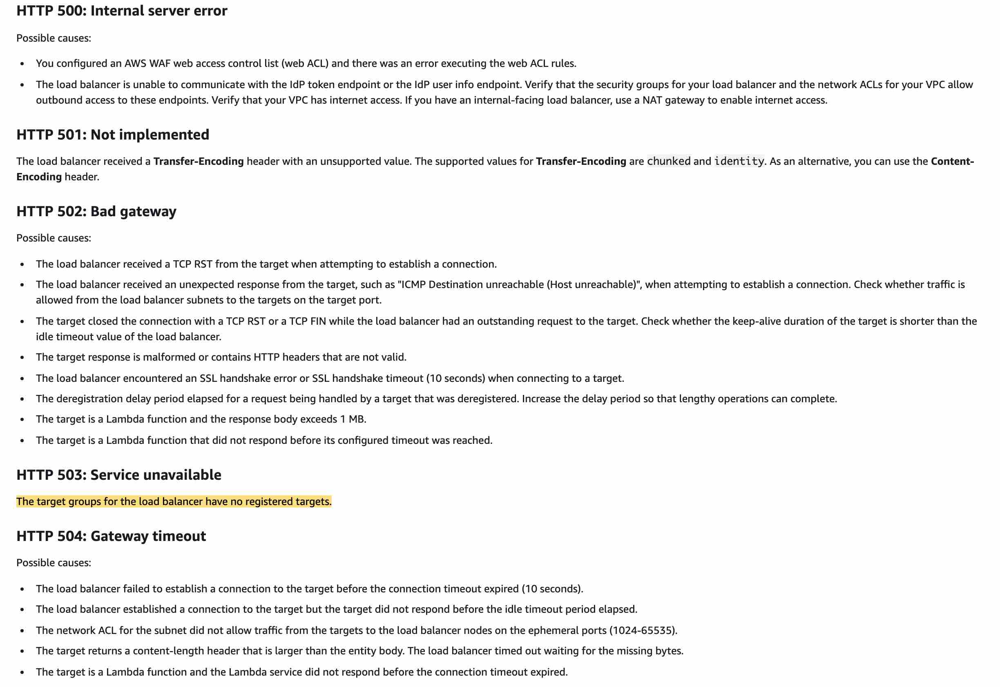 HTTP 500: Internal server error
Possible causes:
• You configured an AWS WAF web access control list (web ACL) and there was an error executing the web ACL rules.
• The load balancer is unable to communicate with the IdP token endpoint or the IdP user info endpoint. Verify that the security groups for your load balancer and the network ACLs for your VPC allow
outbound access to these endpoints. Verify that your VPC has internet access. If you have an internal-facing load balancer, use a NAT gateway to enable internet access.
HTTP 501: Not implemented
The load balancer received a Transfer-Encoding header with an unsupported value. The supported values for Transfer-Encoding are chunked and identity. As an alternative, you can use the Content-
Encoding header.
HTTP 502: Bad gateway
Possible causes:
• The load balancer received a TCP RST from the target when attempting to establish a connection.
• The load balancer received an unexpected response from the target, such as "ICMP Destination unreachable (Host unreachable)", when attempting to establish a connection. Check whether traffic is
allowed from the load balancer subnets to the targets on the target port.
• The target closed the connection with a TCP RST or a TCP FIN while the load balancer had an outstanding request to the target. Check whether the keep-alive duration of the target is shorter than the
idle timeout value of the load balancer.
• The target response is malformed or contains HTTP headers that are not valid.
• The load balancer encountered an SSL handshake error or SSL handshake timeout (10 seconds) when connecting to a target.
• The deregistration delay period elapsed for a request being handled by a target that was deregistered. Increase the delay period so that lengthy operations can complete.
• The target is a Lambda function and the response body exceeds 1 MB.
• The target is a Lambda function that did not respond before its configured timeout was reached.
HTTP 503: Service unavailable
The target groups for the load balancer have no registered targets.
HTTP 504: Gateway timeout
Possible causes:
• The load balancer failed to establish a connection to the target before the connection timeout expired (10 seconds).
• The load balancer established a connection to the target but the target did not respond before the idle timeout period elapsed.
• The network ACL for the subnet did not allow traffic from the targets to the load balancer nodes on the ephemeral ports (1024-65535).
• The target returns a content-length header that is larger than the entity body. The load balancer timed out waiting for the missing bytes.
• The target is a Lambda function and the Lambda service did not respond before the connection timeout expired.